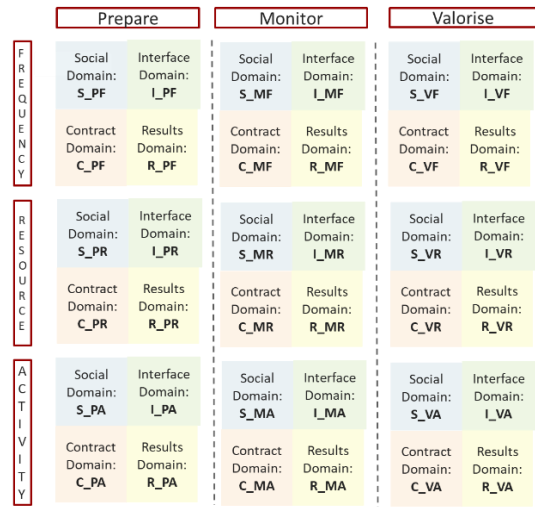 Prepare
Monitor
Valorise
FREQUENCY
Social Domain: S_PF
Interface Domain: I_PF
Contract Domain: C_PF
Results Domain: R_PF
Social Domain: S_MF
Interface Domain: I_MF
Contract Domain: C_MF
Results Domain: R_MF
Social Domain: S_VF
Interface Domain: I_VF
Contract Domain: C_VF
Results Domain: R_VF
RESOURCE
Social Domain: S_PR
Interface Domain: I_PR
Contract Domain: C_PR
Results Domain: R_PR
Social Domain: S_MR
Interface Domain: I_MR
Contract Domain: C_MR
Results Domain: R_MR
Social Domain: S_VR
Interface Domain: I_VR
Contract Domain: C_VR
Results Domain: R_VR
ACTIVITY
Social Domain: S_PA
Interface Domain: I_PA
Contract Domain: C_PA
Results Domain: R_PA
Social Domain: S_MA
Interface Domain: I_MA
Contract Domain: C_MA
Results Domain: R_MA
Social Domain: S_VA
Interface Domain: I_VA
Contract Domain: C_VA
Results Domain: R_VA